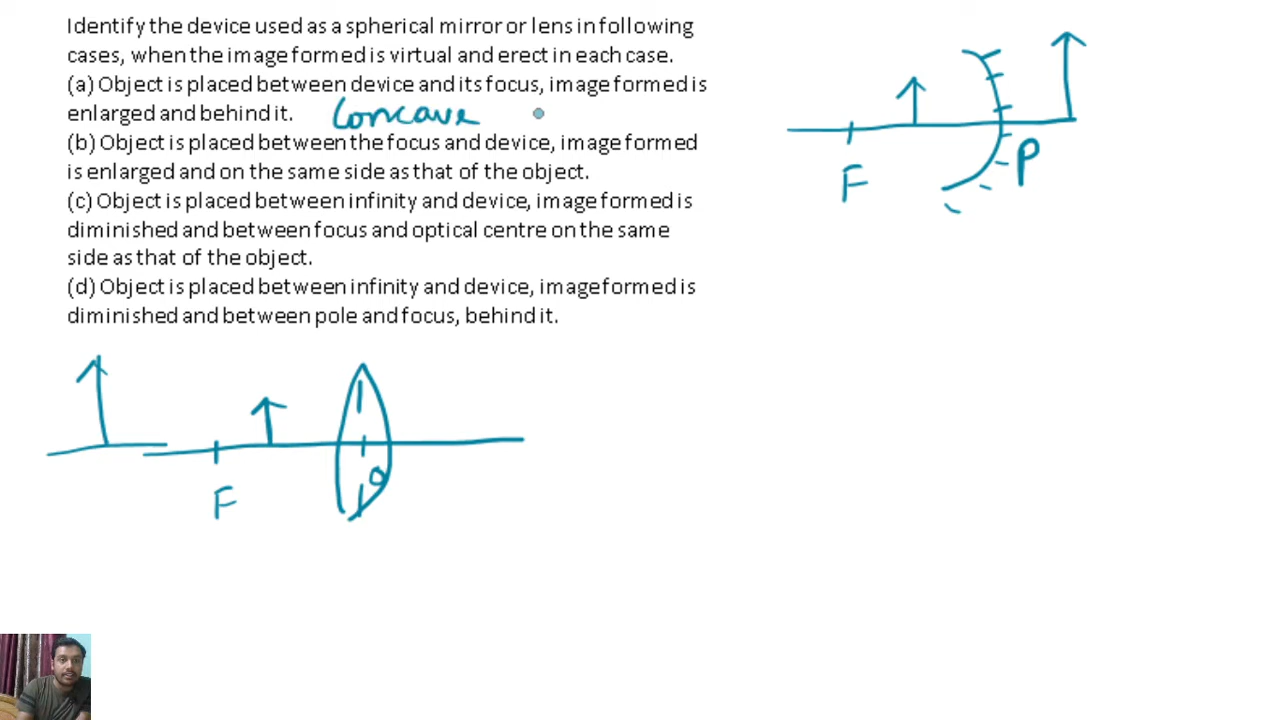 Identify the device used as a spherical mirror or lens in following
cases, when the image formed is virtual and erect in each case.
(a) Object is placed between device and its focus, image formed is
enlarged and behind it. Concave
(b) Object is placed between the focus and device, image formed
is enlarged and on the same side as that of the object.
(c) Object is placed between infinity and device, image formed is
diminished and between focus and optical centre on the same
side as that of the object.
(d) Object is placed between infinity and device, image formed is
diminished and between pole and focus, behind it.
F
P
F
O